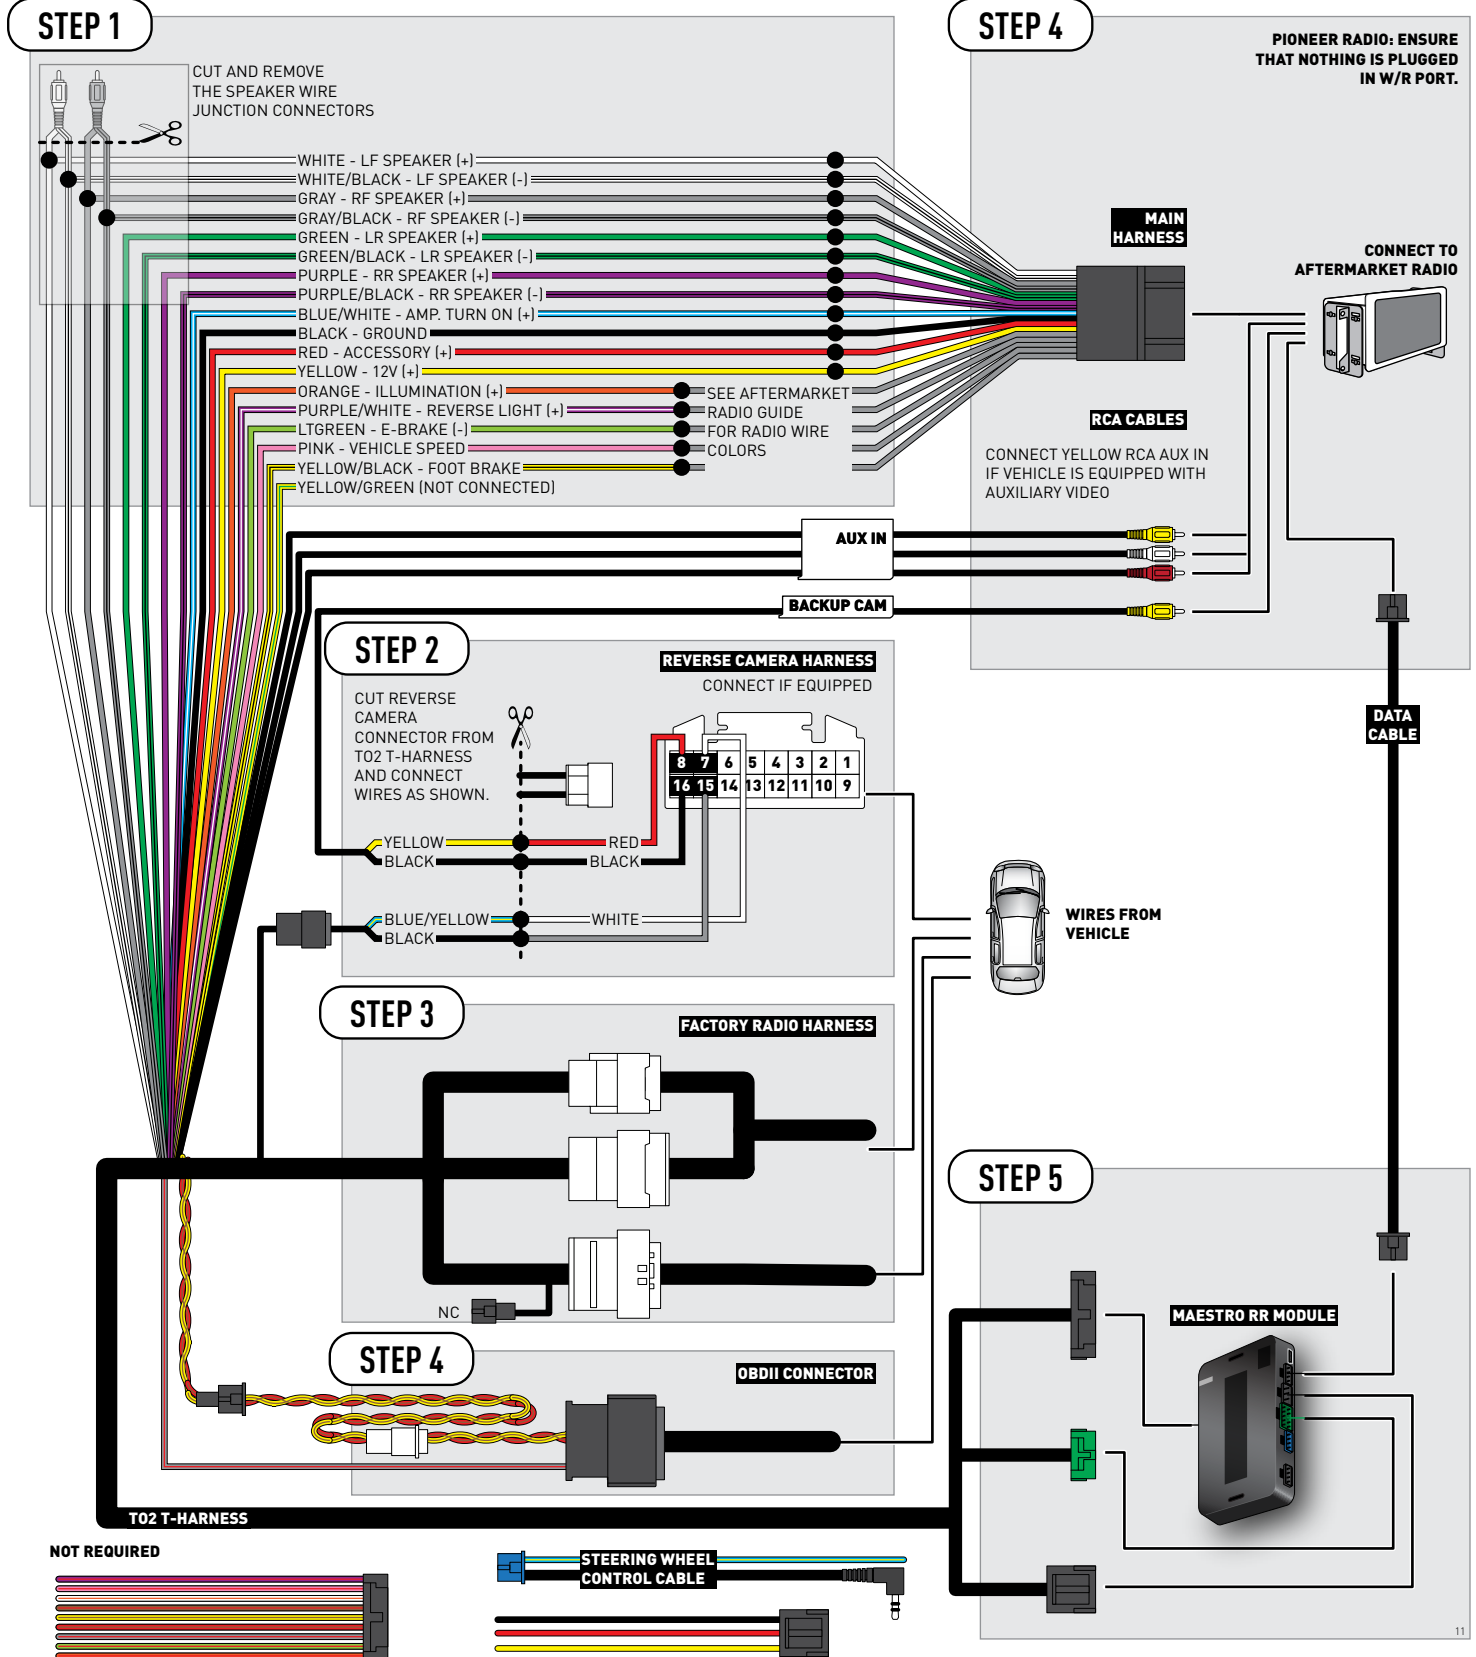 STEP 1
CUT AND REMOVE
THE SPEAKER WIRE
JUNCTION CONNECTORS
WHITE - LF SPEAKER (+)
WHITE/BLACK - LF SPEAKER (-)
GRAY - RF SPEAKER (+)
GRAY/BLACK - RF SPEAKER (-)
GREEN - LR SPEAKER (+)
GREEN/BLACK - LR SPEAKER (-)
PURPLE - RR SPEAKER (+)
PURPLE/BLACK - RR SPEAKER (-)
BLUE/WHITE - AMP. TURN ON (+)
BLACK - GROUND
RED - ACCESSORY (+)
YELLOW - 12V (+)
ORANGE - ILLUMINATION (+)
PURPLE/WHITE - REVERSE LIGHT (+)
LTGREEN - E-BRAKE (-)
PINK - VEHICLE SPEED
YELLOW/BLACK - FOOT BRAKE
YELLOW/GREEN (NOT CONNECTED)
SEE AFTERMARKET
RADIO GUIDE
FOR RADIO WIRE
COLORS
STEP 4
PIONEER RADIO: ENSURE
THAT NOTHING IS PLUGGED
IN W/R PORT.
MAIN
HARNESS
CONNECT TO
AFTERMARKET RADIO
RCA CABLES
CONNECT YELLOW RCA AUX IN
IF VEHICLE IS EQUIPPED WITH
AUXILIARY VIDEO
AUX IN
BACKUP CAM
DATA
CABLE
STEP 2
REVERSE CAMERA HARNESS
CONNECT IF EQUIPPED
CUT REVERSE
CAMERA
CONNECTOR FROM
TO2 T-HARNESS
AND CONNECT
WIRES AS SHOWN.
8 7 6 5 4 3 2 1
16 15 14 13 12 11 10 9
YELLOW
RED
BLACK
BLACK
BLUE/YELLOW
WHITE
BLACK
WIRES FROM
VEHICLE
STEP 3
FACTORY RADIO HARNESS
NC
STEP 4
OBDII CONNECTOR
STEP 5
MAESTRO RR MODULE
TO2 T-HARNESS
NOT REQUIRED
STEERING WHEEL
CONTROL CABLE
11